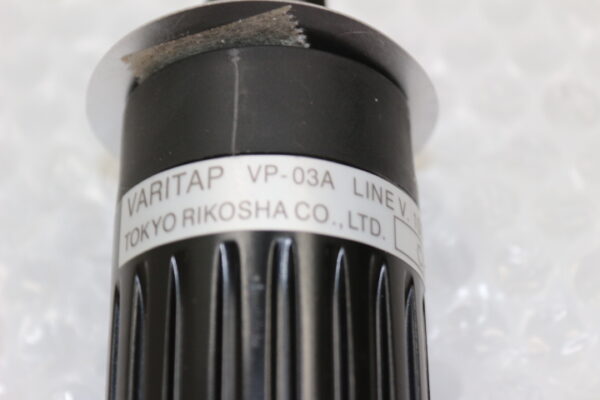 VARITAP VP-03A LINE V.
TOKYO RIKOSHA CO., LTD.